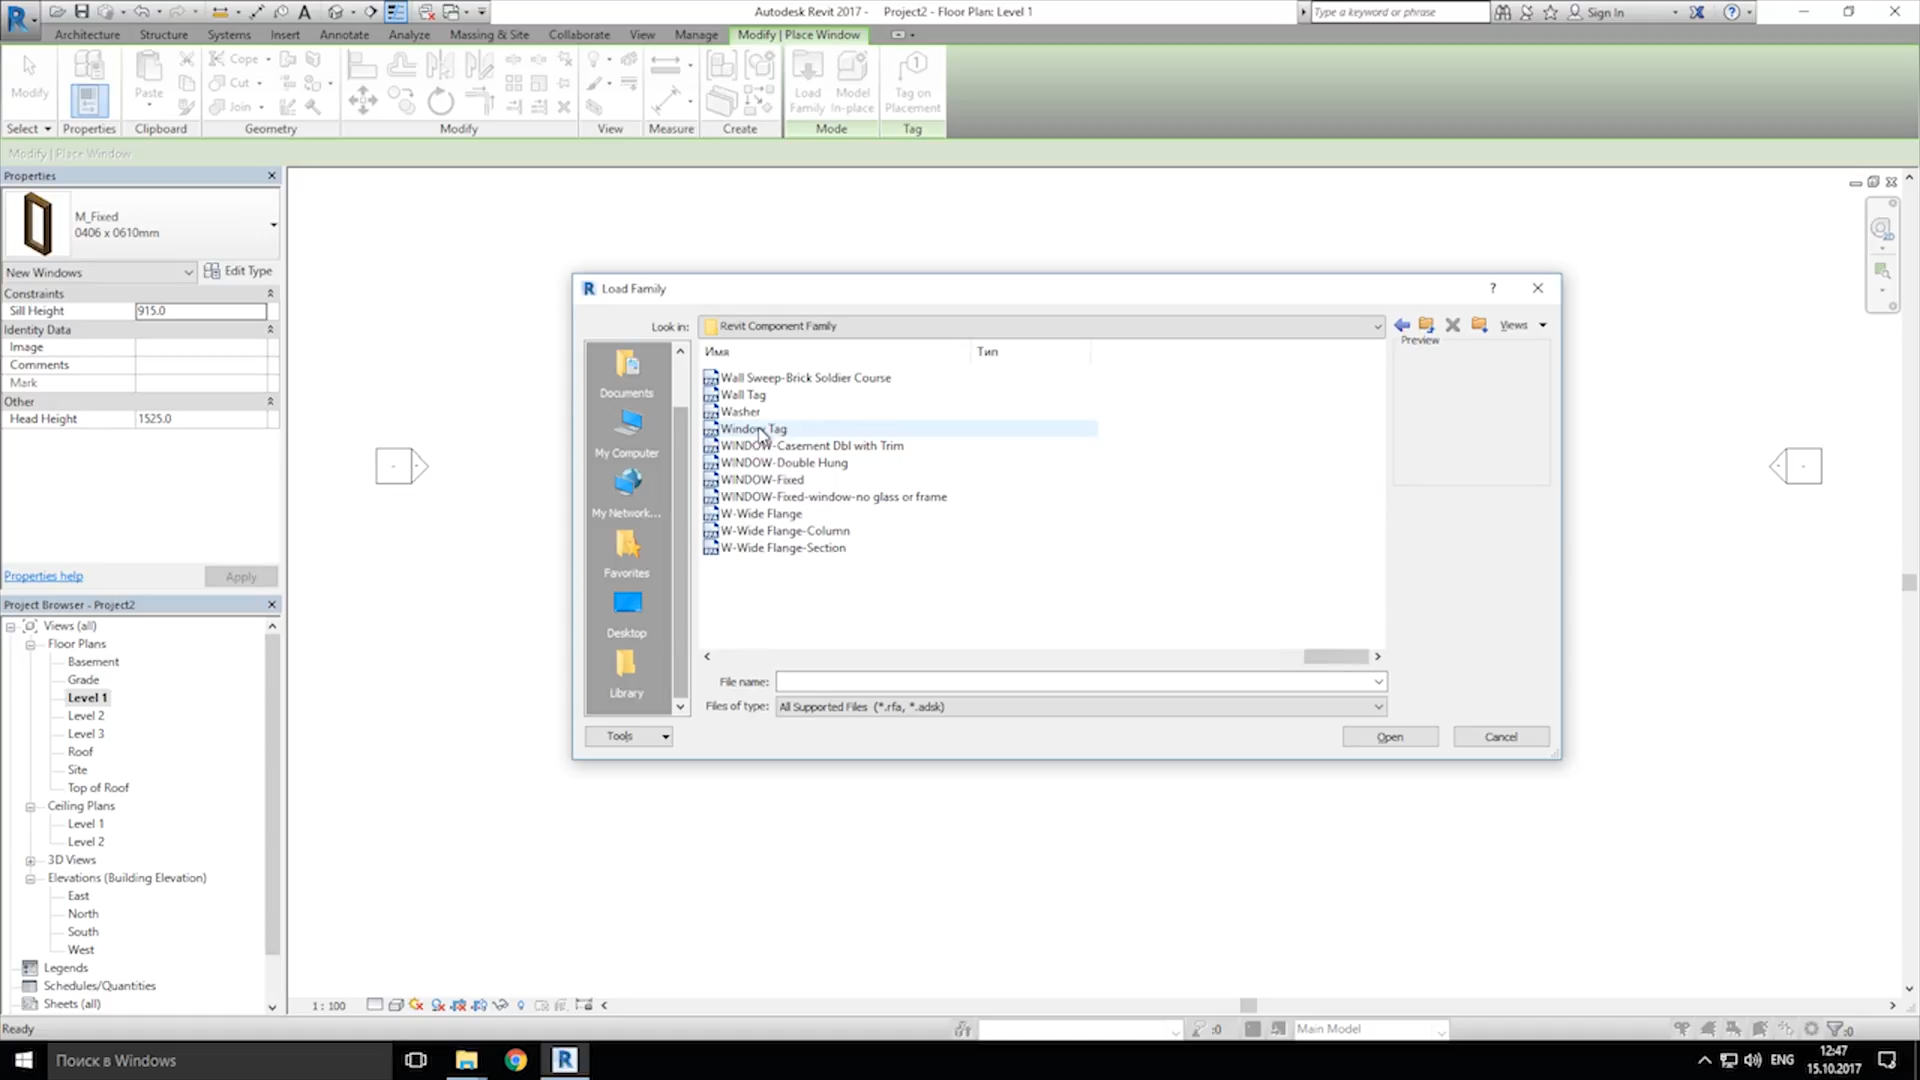 Autodesk Revit 2017 -    Project2 - Floor Plan: Level 1
Type a keyword or phrase
Sign In
Architecture
Structure
Systems
Insert
Annotate
Analyze
Massing & Site
Collaborate
View
Manage
Modify | Place Window
Modify
Paste
Cope
Cut
Join
Load Family
Model In-place
Tag on Placement
Select
Properties
Clipboard
Geometry
Modify
View
Measure
Create
Mode
Tag
Modify | Place Window
Properties
M_Fixed
0406 x 0610mm
New Windows
Edit Type
Constraints
Sill Height 915.0
Identity Data
Image
Comments
Mark
Other
Head Height 1525.0
Properties help
Apply
Project Browser - Project2
Views (all)
Floor Plans
Basement
Grade
Level 1
Level 2
Level 3
Roof
Site
Top of Roof
Ceiling Plans
Level 1
Level 2
3D Views
Elevations (Building Elevation)
East
North
South
West
Legends
Schedules/Quantities
Sheets (all)
Load Family
Look in: Revit Component Family
Views
Preview
Имя
Тип
Documents
My Computer
My Network...
Favorites
Desktop
Library
Wall Sweep-Brick Soldier Course
Wall Tag
Washer
Window Tag
WINDOW-Casement Dbl with Trim
WINDOW-Double Hung
WINDOW-Fixed
WINDOW-Fixed-window-no glass or frame
W-Wide Flange
W-Wide Flange-Column
W-Wide Flange-Section
File name:
Files of type: All Supported Files (*.rfa, *.adsk)
Tools
Open
Cancel
1 : 100
Ready
:0
Main Model
:0
Поиск в Windows
ENG
12:47
15.10.2017